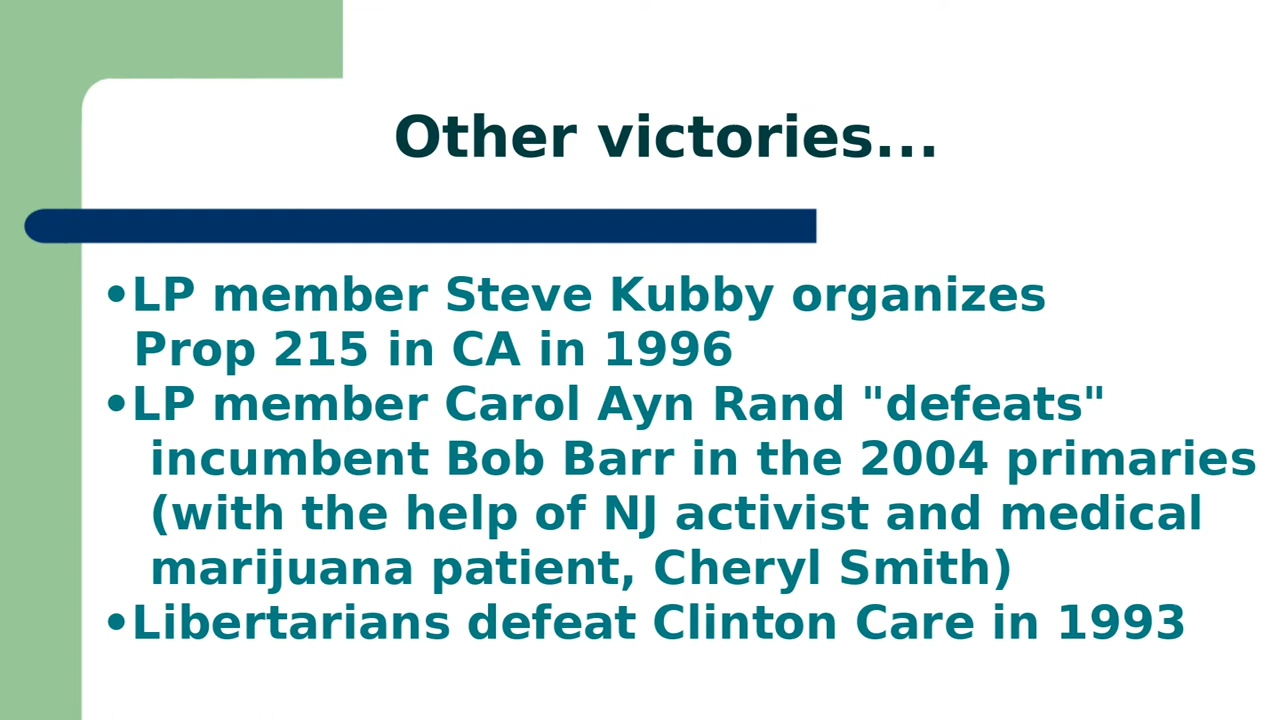 Other victories...
•LP member Steve Kubby organizes
Prop 215 in CA in 1996
•LP member Carol Ayn Rand "defeats"
incumbent Bob Barr in the 2004 primaries
(with the help of NJ activist and medical
marijuana patient, Cheryl Smith)
•Libertarians defeat Clinton Care in 1993